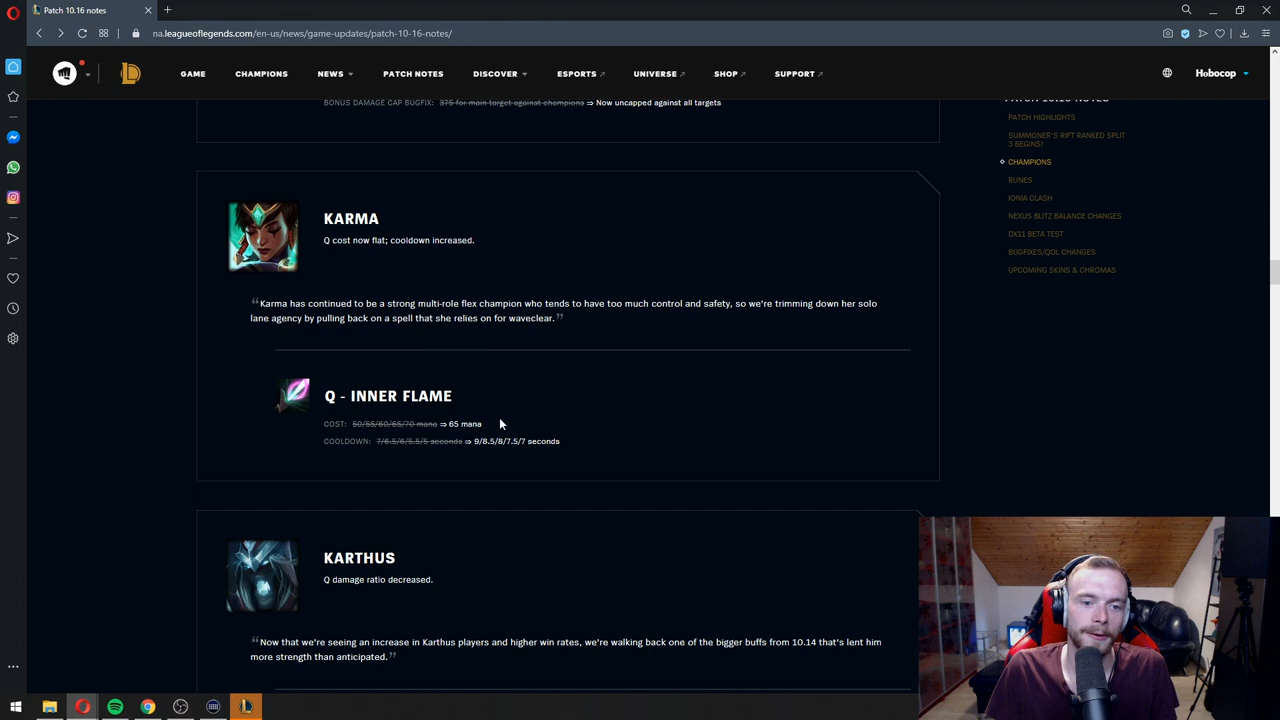 Patch 10.16 notes
na.leagueoflegends.com/en-us/news/game-updates/patch-10-16-notes/
GAME CHAMPIONS NEWS PATCH NOTES DISCOVER ESPORTS UNIVERSE SHOP SUPPORT Hobocop
BONUS DAMAGE CAP BUGFIX: 375 for main target against champions ⇒ Now uncapped against all targets
KARMA
Q cost now flat; cooldown increased.
"Karma has continued to be a strong multi-role flex champion who tends to have too much control and safety, so we're trimming down her solo
lane agency by pulling back on a spell that she relies on for waveclear."
Q - INNER FLAME
COST: 50/55/60/65/70 mana ⇒ 65 mana
COOLDOWN: 7/6.5/6/5.5/5 seconds ⇒ 9/8.5/8/7.5/7 seconds
KARTHUS
Q damage ratio decreased.
"Now that we're seeing an increase in Karthus players and higher win rates, we're walking back one of the bigger buffs from 10.14 that's lent him
more strength than anticipated."
PATCH 10.16 NOTES
PATCH HIGHLIGHTS
SUMMONER'S RIFT RANKED SPLIT
3 BEGINS!
CHAMPIONS
RUNES
IONIA CLASH
NEXUS BLITZ BALANCE CHANGES
DX11 BETA TEST
BUGFIXES/QOL CHANGES
UPCOMING SKINS & CHROMAS